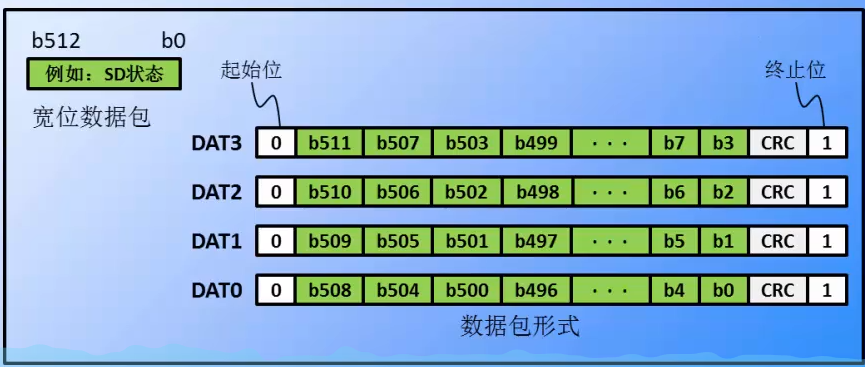 b512 b0
例如：SD状态
宽位数据包
起始位 终止位
DAT3 0 b511 b507 b503 b499 · · · b7 b3 CRC 1
DAT2 0 b510 b506 b502 b498 · · · b6 b2 CRC 1
DAT1 0 b509 b505 b501 b497 · · · b5 b1 CRC 1
DAT0 0 b508 b504 b500 b496 · · · b4 b0 CRC 1
数据包形式